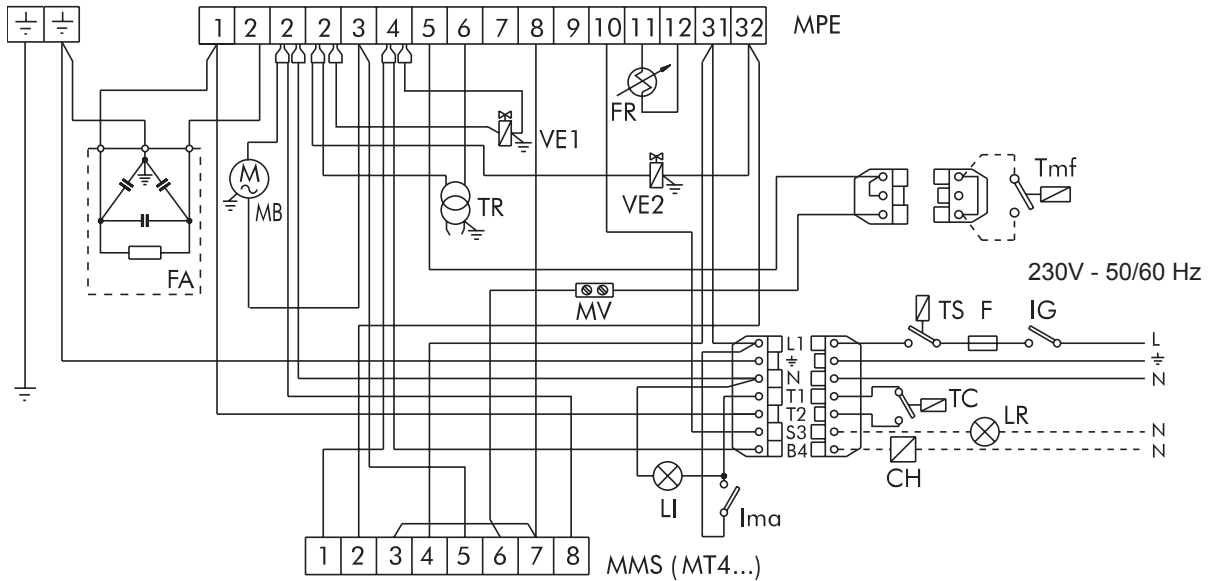 1 2 2 2 3 4 5 6 7 8 9 10 11 12 31 32 MPE
FR
VE1
M
MB
TR
VE2
Tmf
FA
230V - 50/60 Hz
MV
TS F IG
L1 L
N N
T1 TC
T2 LR
S3 N
B4 N
CH
LI
Ima
1 2 3 4 5 6 7 8 MMS (MT4...)